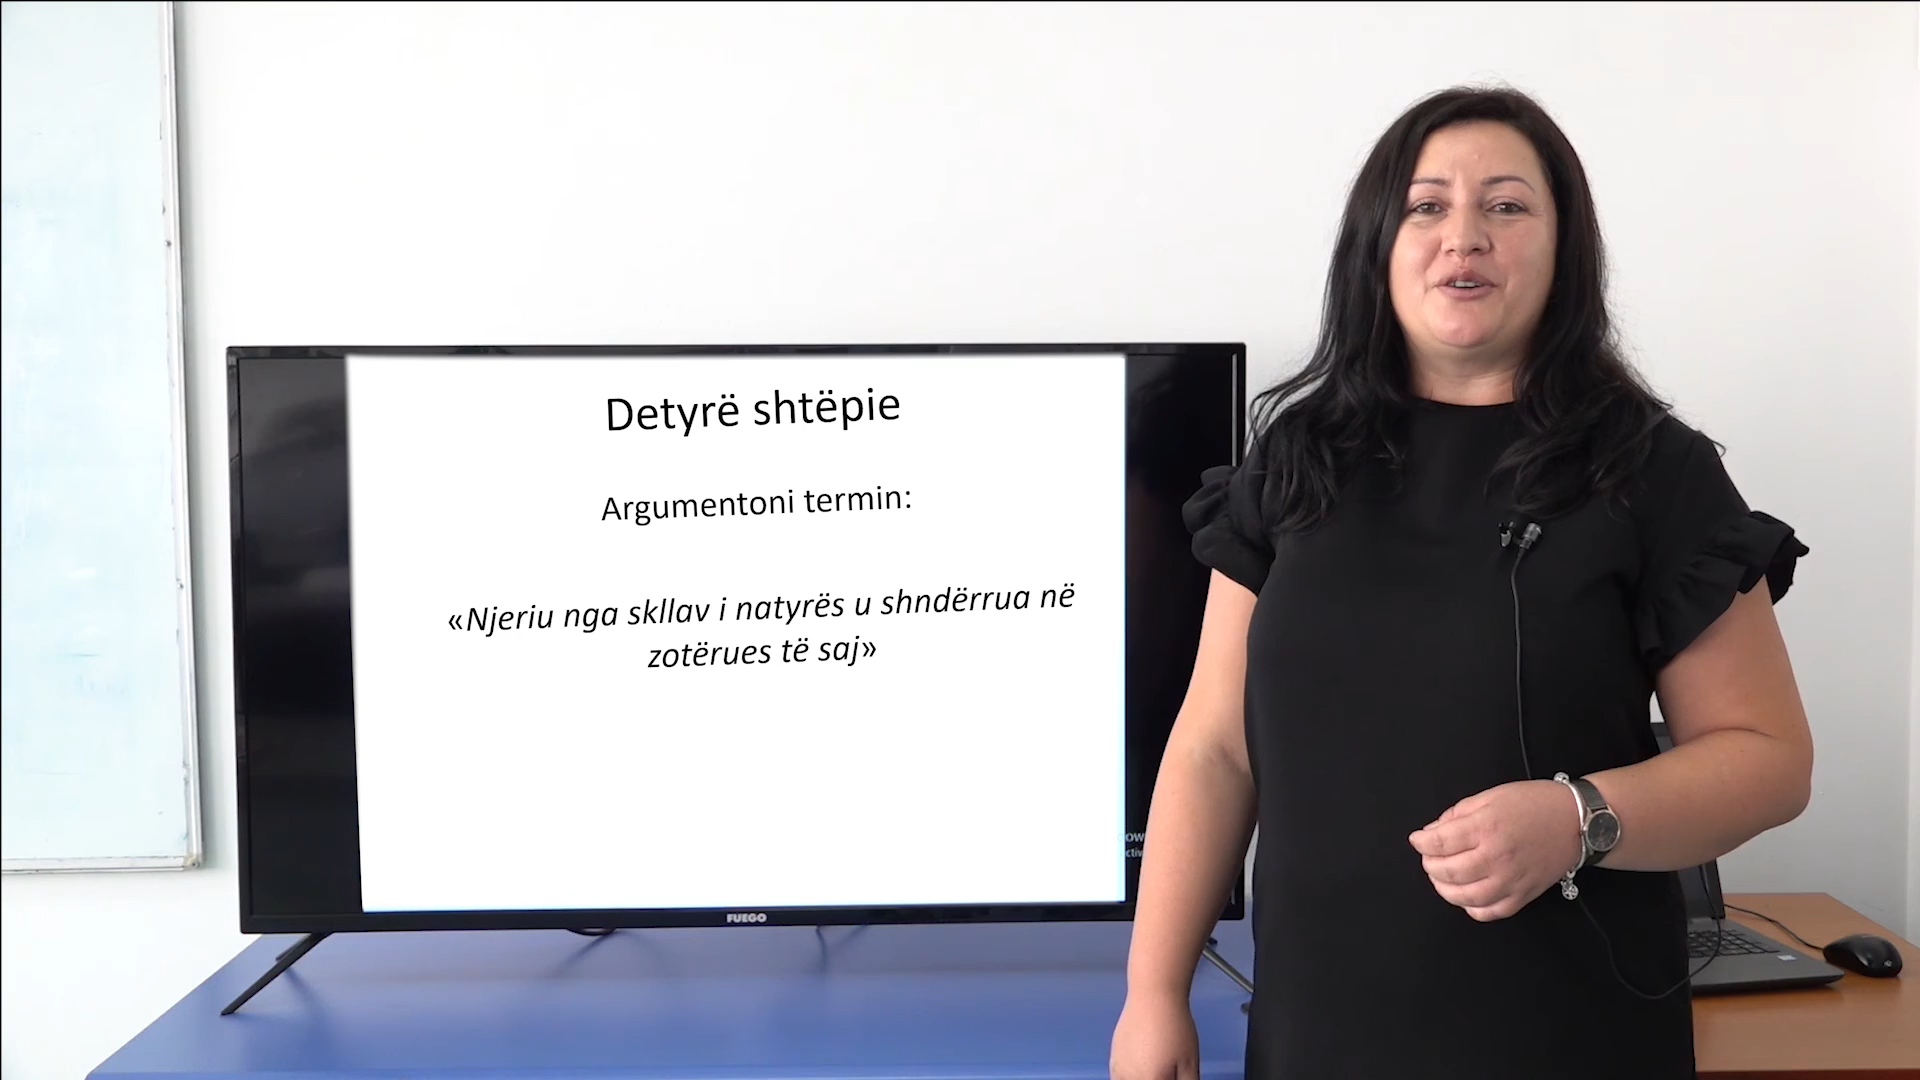 Detyrë shtëpie
Argumentoni termin:
«Njeriu nga skllav i natyrës u shndërrua në
zotërues të saj»
FUEGO